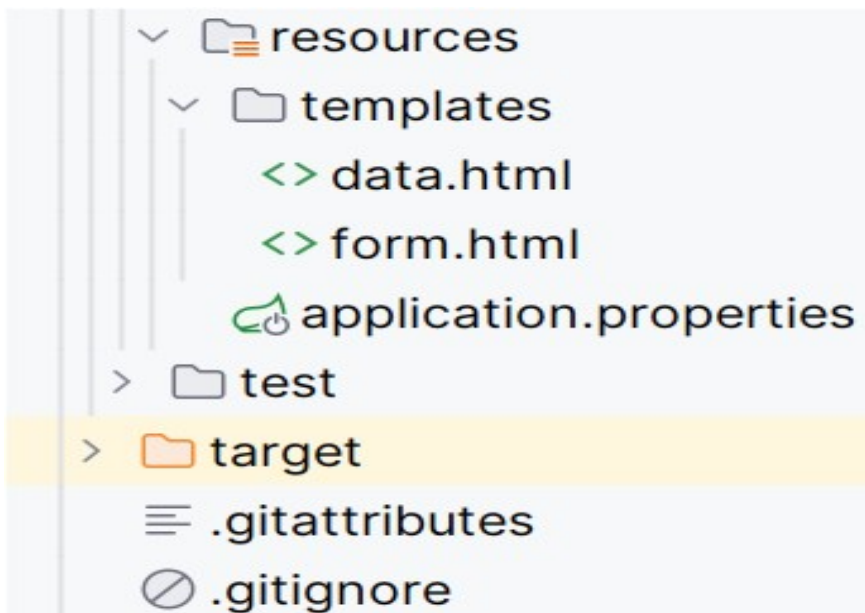 resources
templates
data.html
form.html
application.properties
test
target
.gitattributes
.gitignore